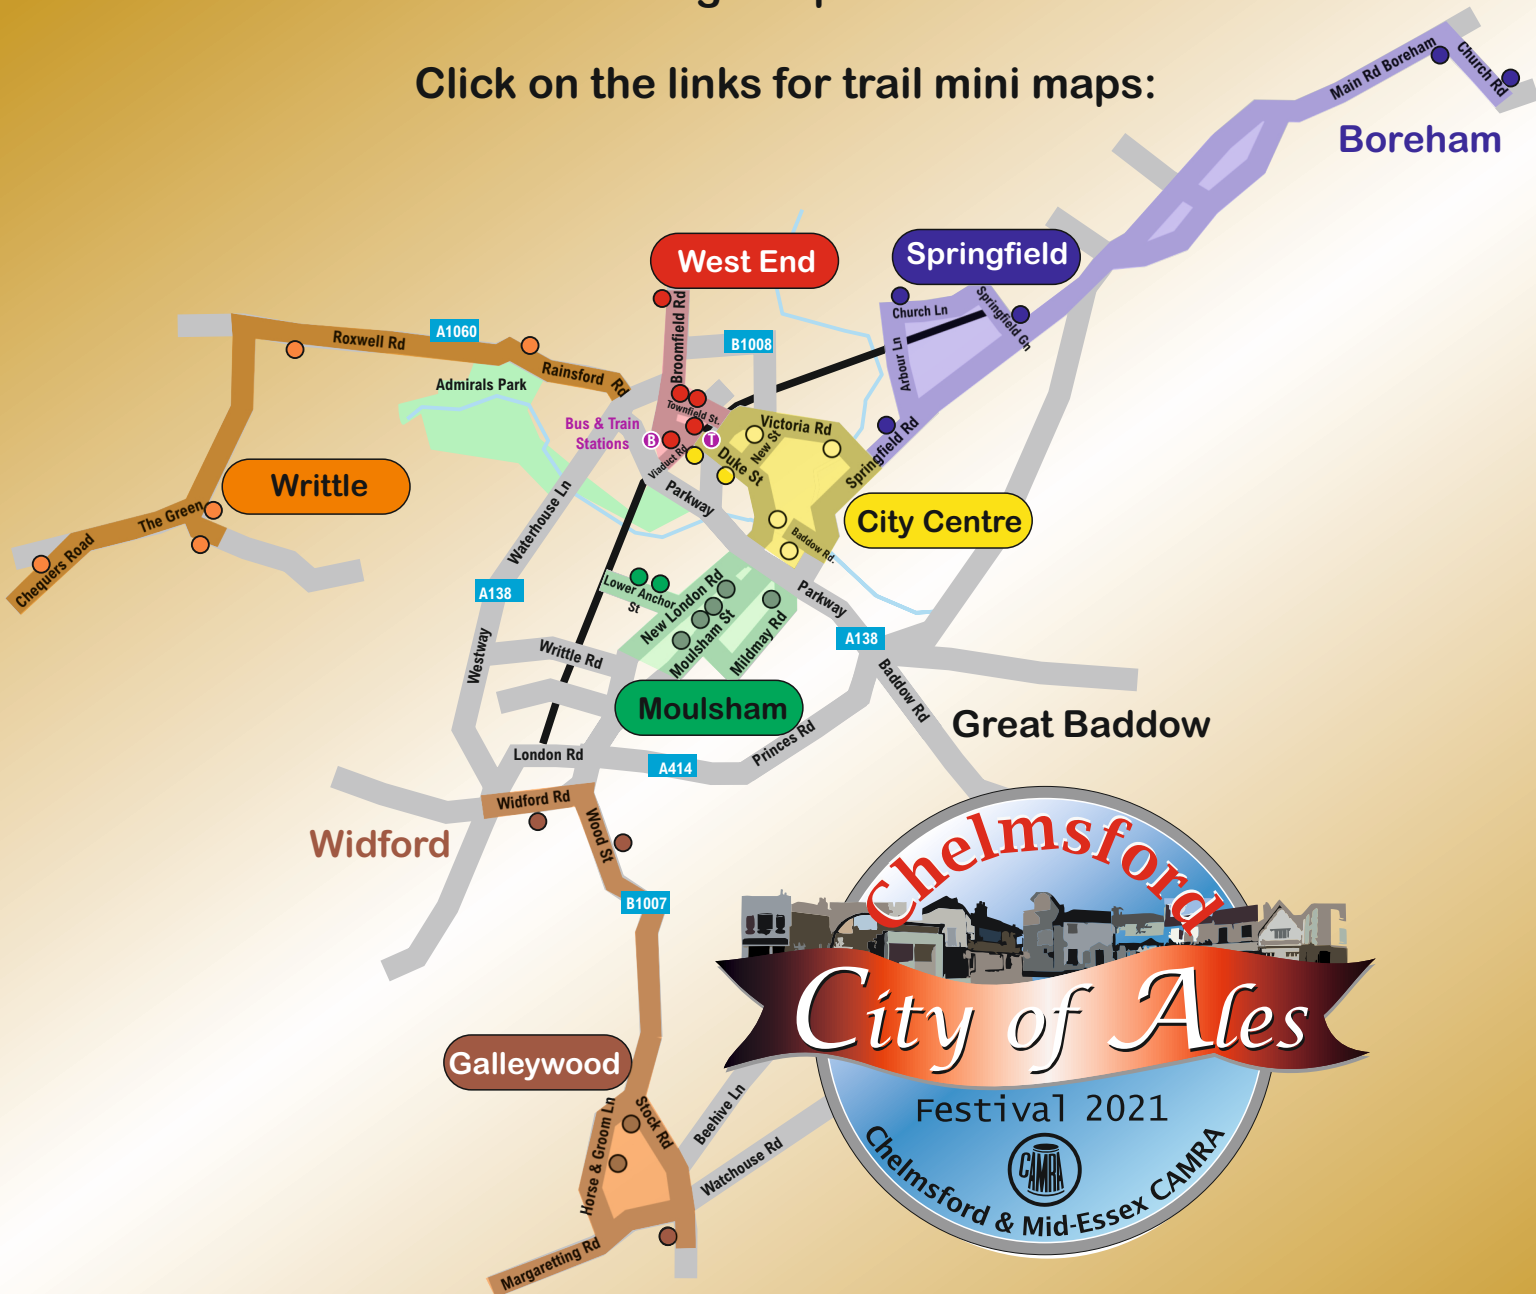 Click on the links for trail mini maps:
Main Rd Boreham
Church Rd
Boreham
West End
Springfield
Broomfield Rd
Church Ln
Springfield Gn
Arbour Ln
A1060
Roxwell Rd
Rainsford Rd
B1008
Admirals Park
Townfield St.
Bus & Train
Stations
B
T
Viaduct Rd
Victoria Rd
New St
Duke St
Springfield Rd
Writtle
The Green
Chequers Road
Parkway
Waterhouse Ln
City Centre
Baddow Rd.
A138
Lower Anchor
St
New London Rd
Moulsham St
Mildmay Rd
Parkway
A138
Westway
Writtle Rd
Baddow Rd
Moulsham
Great Baddow
London Rd
Princes Rd
A414
Widford Rd
Widford
Wood St
B1007
Galleywood
Horse & Groom Ln
Stock Rd
Beehive Ln
Watchouse Rd
Margaretting Rd
Chelmsford
City of Ales
Festival 2021
CAMRA
Chelmsford & Mid-Essex CAMRA